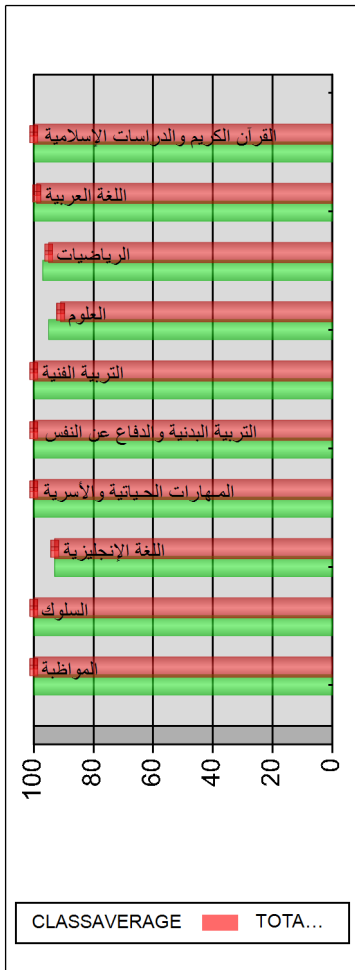 القرآن الكريم والدراسات الإسلامية
اللغة العربية
الرياضيات
العلوم
التربية الفنية
التربية البدنية والدفاع عن النفس
المهارات الحياتية والأسرية
اللغة الإنجليزية
السلوك
المواظبة
100 80 60 40 20 0
CLASSAVERAGE TOTA...